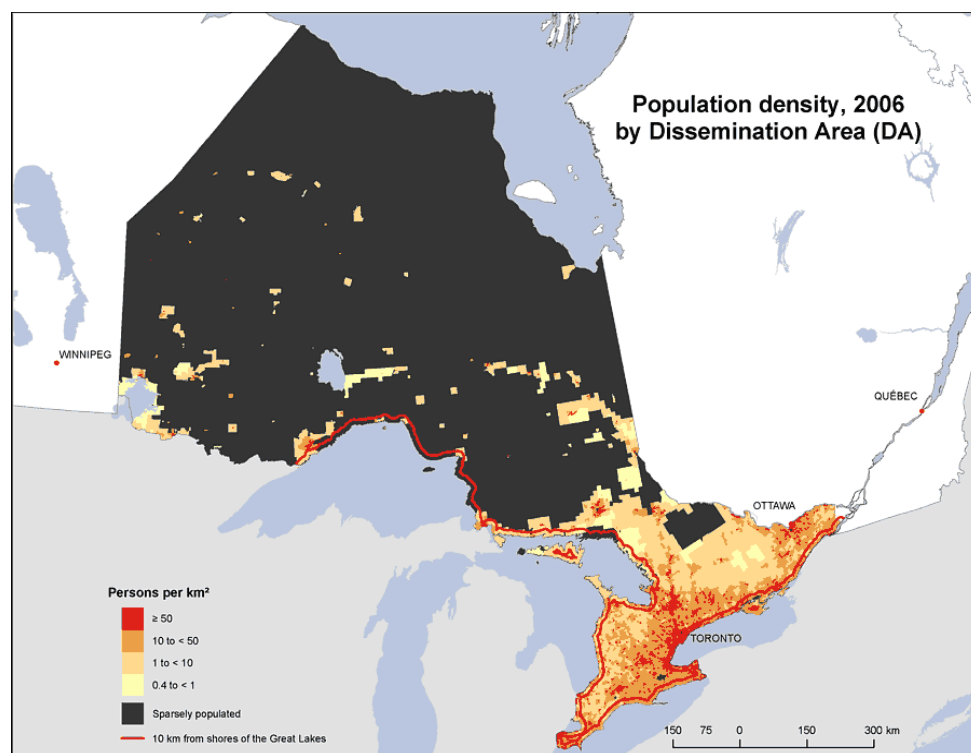 Population density, 2006
by Dissemination Area (DA)
WINNIPEG
QUÉBEC
OTTAWA
TORONTO
Persons per km²
≥ 50
10 to < 50
1 to < 10
0.4 to < 1
Sparsely populated
10 km from shores of the Great Lakes
150 75 0 150 300 km